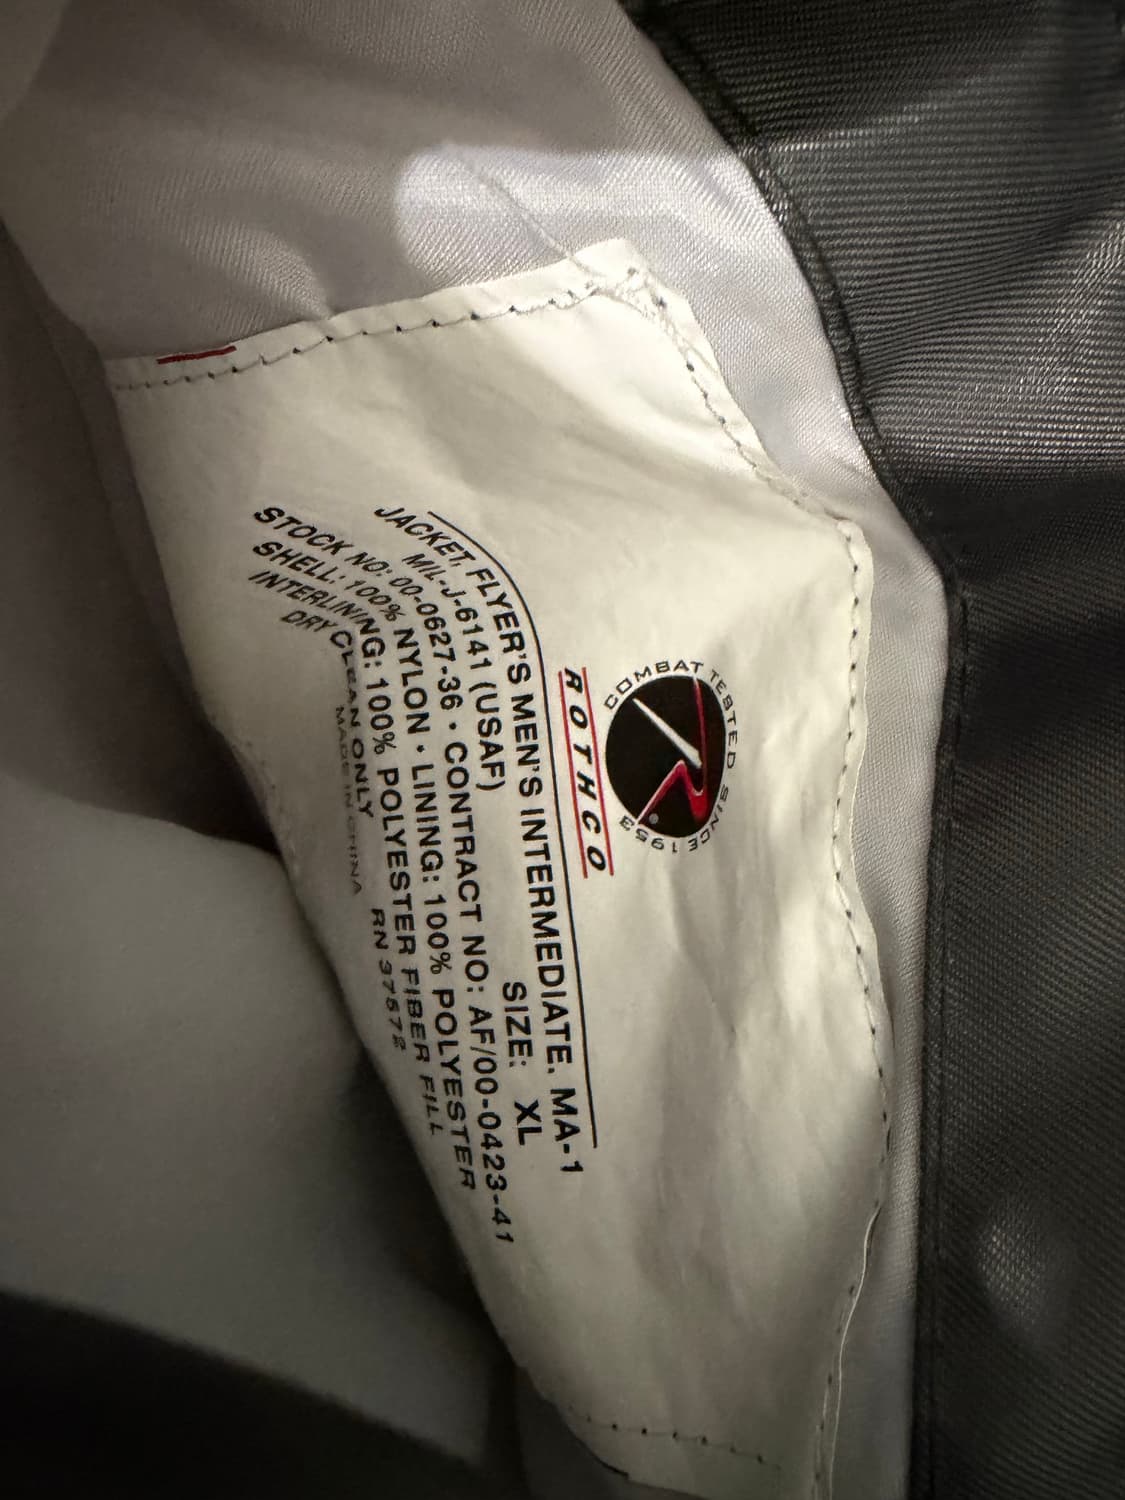 COMBAT TESTED SINCE 1953
ROTHCO
JACKET, FLYER'S MEN'S INTERMEDIATE. MA-1
MIL-J-6141 (USAF) SIZE: XL
STOCK NO: 00-0627-36 • CONTRACT NO: AF/00-0423-41
SHELL: 100% NYLON • LINING: 100% POLYESTER
INTERLINING: 100% POLYESTER FIBER FILL
DRY CLEAN ONLY RN 37572
MADE IN CHINA